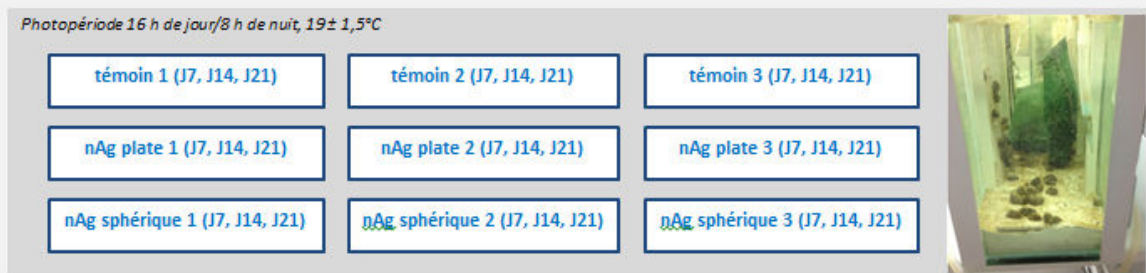 Photopériode 16 h de jour/8 h de nuit, 19± 1,5°C
témoin 1 (J7, J14, J21)
témoin 2 (J7, J14, J21)
témoin 3 (J7, J14, J21)
nAg plate 1 (J7, J14, J21)
nAg plate 2 (J7, J14, J21)
nAg plate 3 (J7, J14, J21)
nAg sphérique 1 (J7, J14, J21)
nAg sphérique 2 (J7, J14, J21)
nAg sphérique 3 (J7, J14, J21)